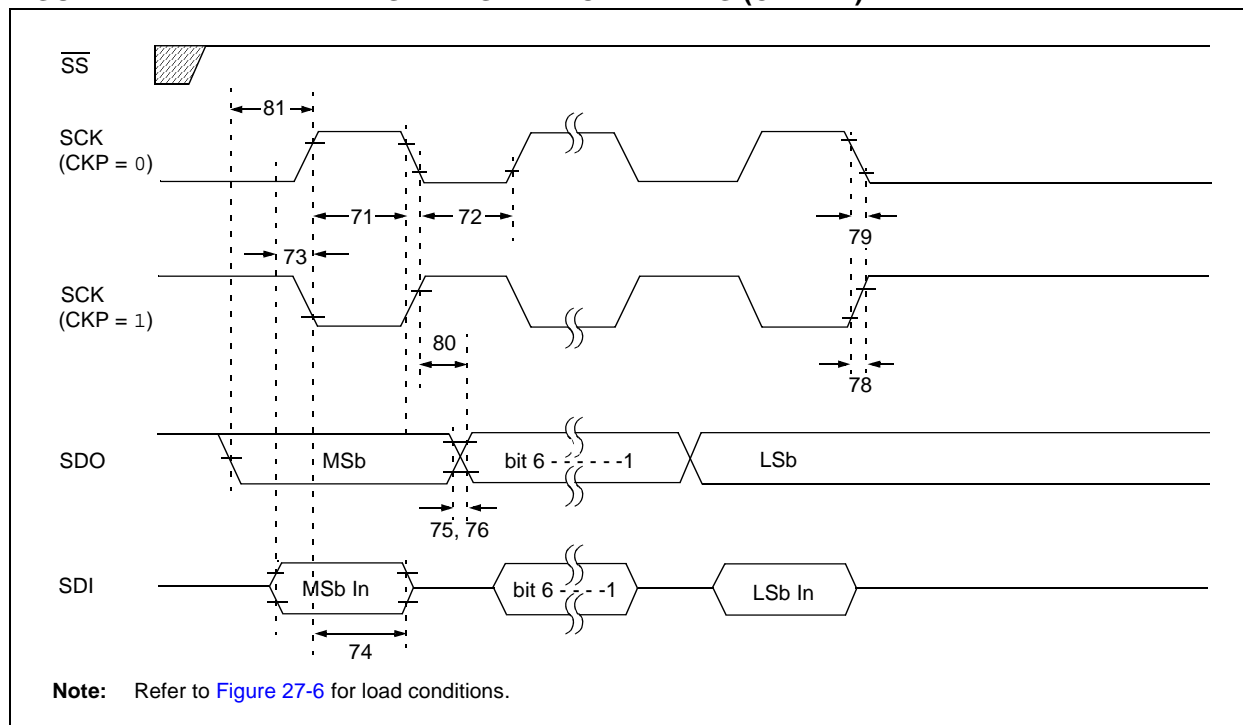 SS
81
SCK
(CKP = 0)
71
72
79
73
SCK
(CKP = 1)
80
78
SDO
MSb
bit 6 - - - - - -1
LSb
75, 76
SDI
MSb In
bit 6 - - - -1
LSb In
74
Note: Refer to Figure 27-6 for load conditions.